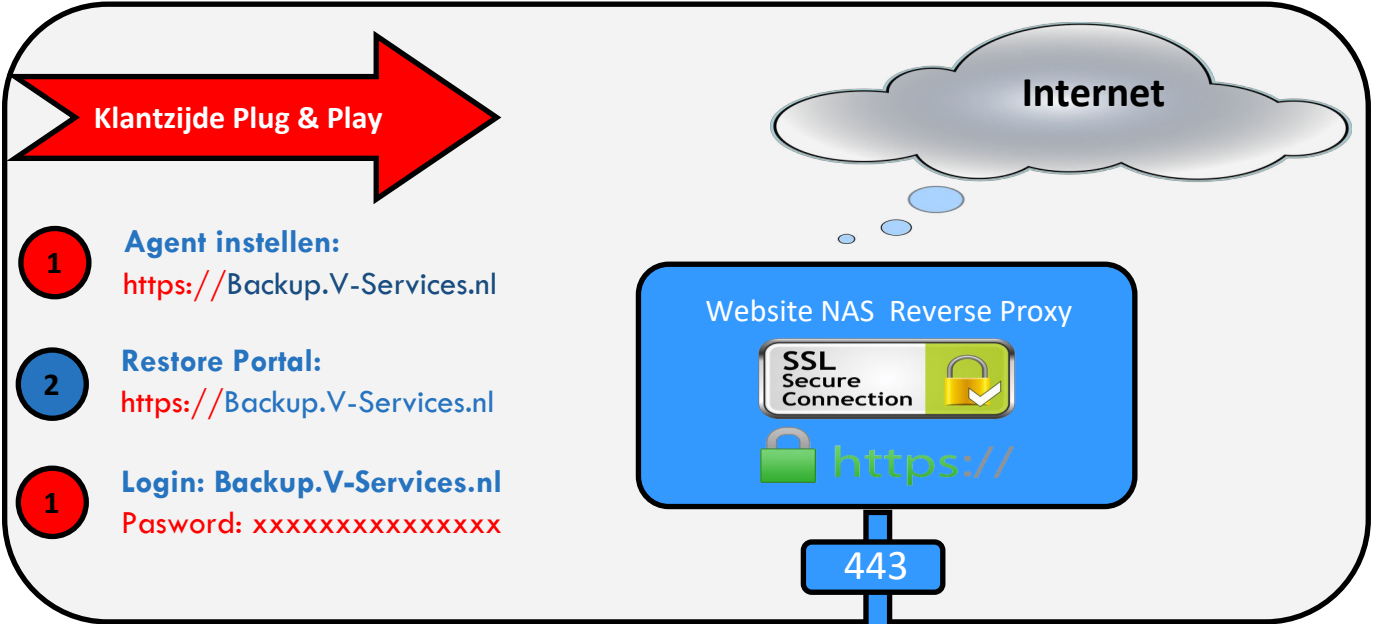 Klantzijde Plug & Play
Internet
1
Agent instellen:
https://Backup.V-Services.nl
2
Restore Portal:
https://Backup.V-Services.nl
1
Login: Backup.V-Services.nl
Pasword: xxxxxxxxxxxxxxx
Website NAS Reverse Proxy
SSL
Secure
Connection
https://
443